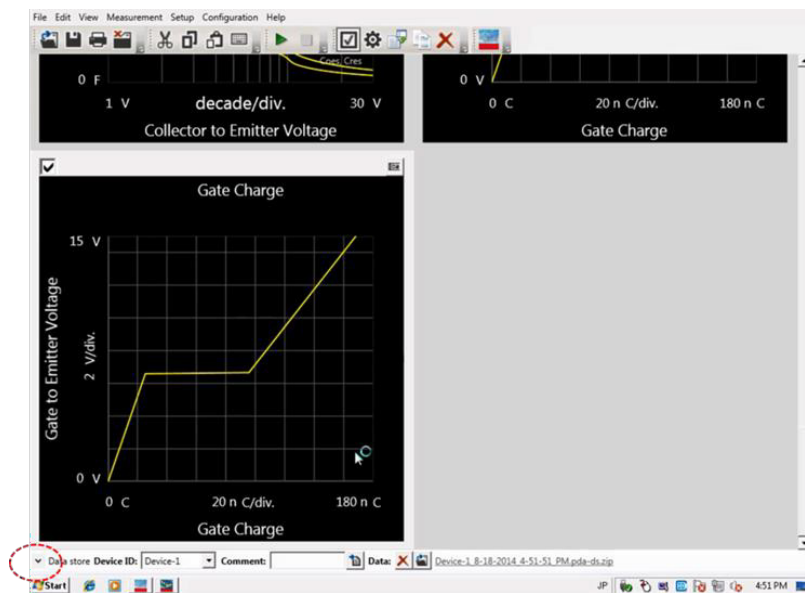 File Edit View Measurement Setup Configuration Help
Coes Cres
0 F
1 V decade/div. 30 V
Collector to Emitter Voltage
0 V
0 C 20 n C/div. 180 n C
Gate Charge
Gate Charge
15 V
Gate to Emitter Voltage
2 V/div.
0 V
0 C 20 n C/div. 180 n C
Gate Charge
Data store Device ID: Device-1 Comment: Data: Device-1_8-18-2014_4-51-51_PM.pda-ds.zip
Start JP 4:51 PM